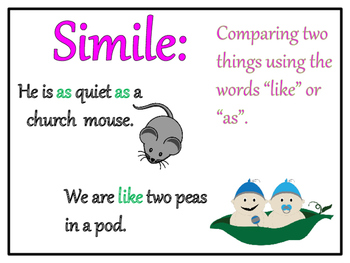 Simile:
He is as quiet as a
church mouse.
Comparing two
things using the
words “like” or
“as”.
We are like two peas
in a pod.